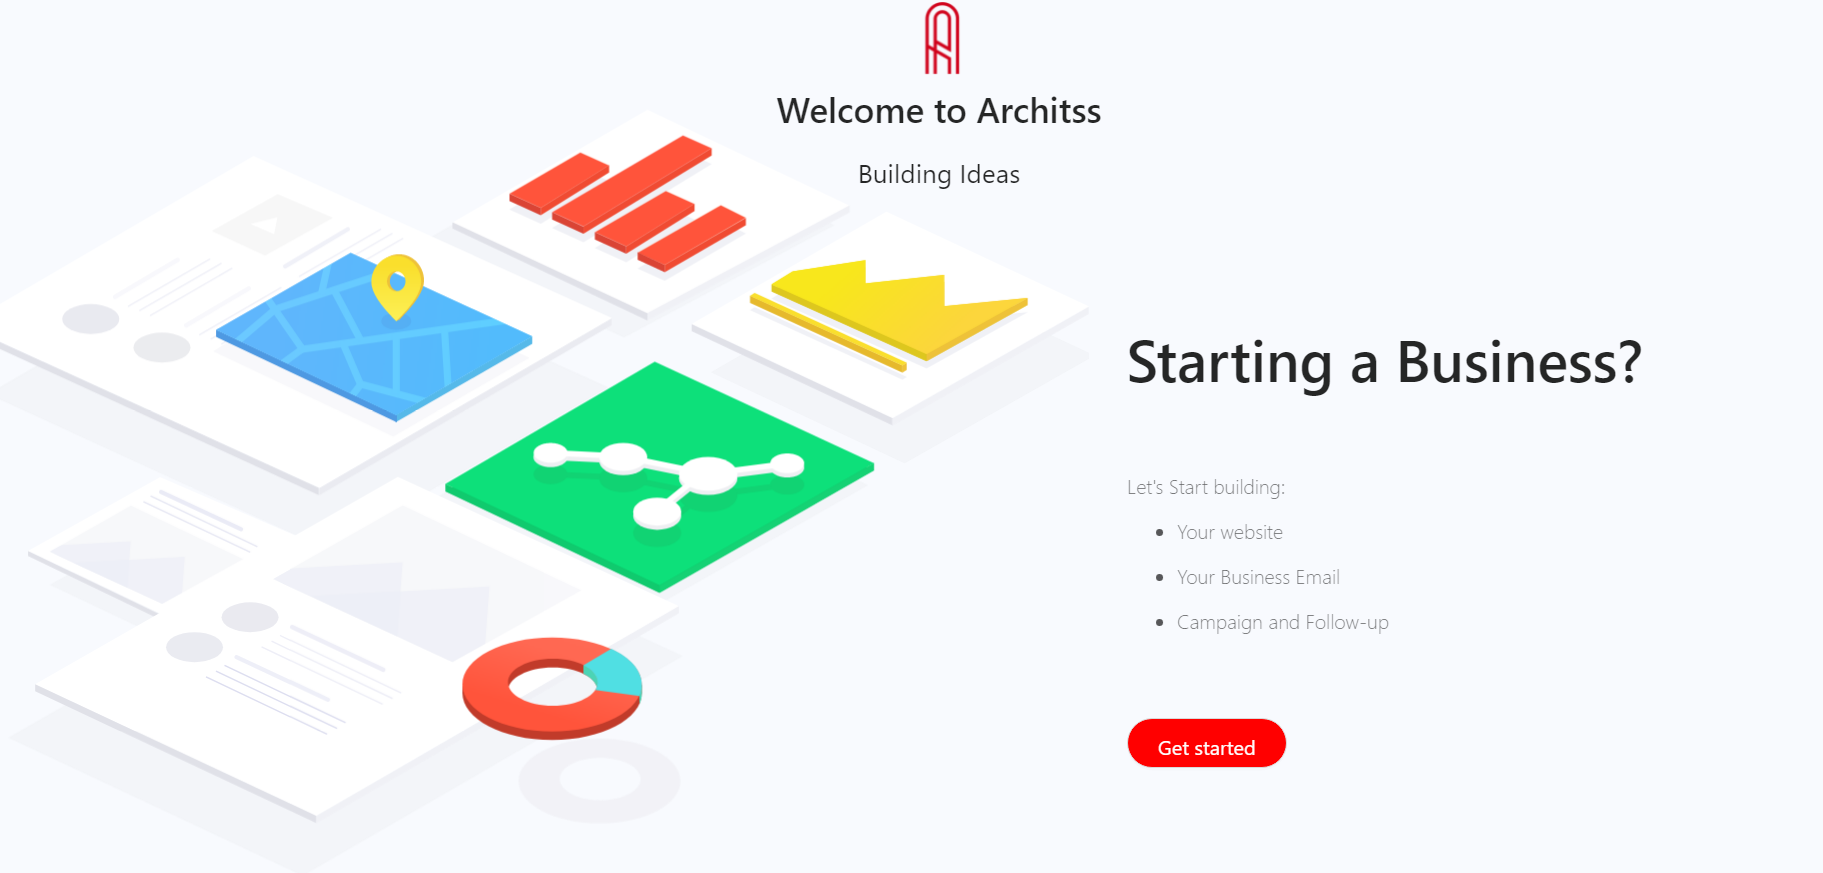 Welcome to Architss
Building Ideas
Starting a Business?
Let's Start building:
Your website
Your Business Email
Campaign and Follow-up
Get started